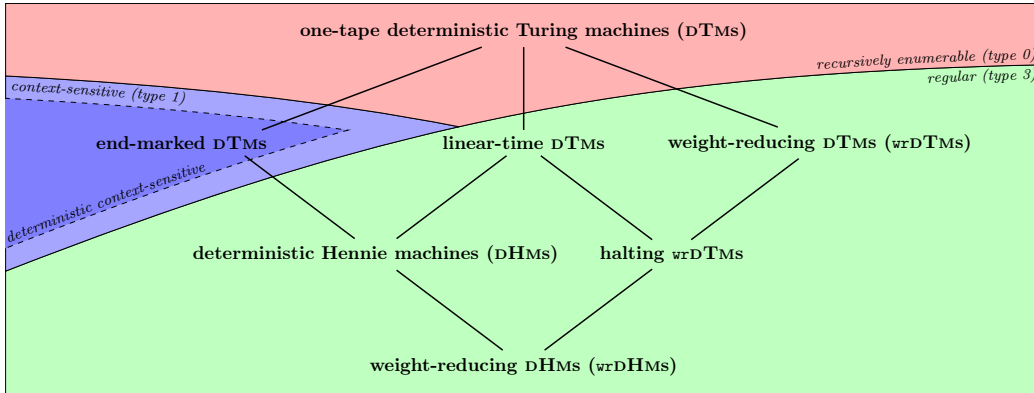 one-tape deterministic Turing machines (DTMs)
recursively enumerable (type 0)
regular (type 3)
context-sensitive (type 1)
end-marked DTMs
linear-time DTMs
weight-reducing DTMs (wrDTMs)
deterministic context-sensitive
deterministic Hennie machines (DHMs)
halting wrDTMs
weight-reducing DHMs (wrDHMs)